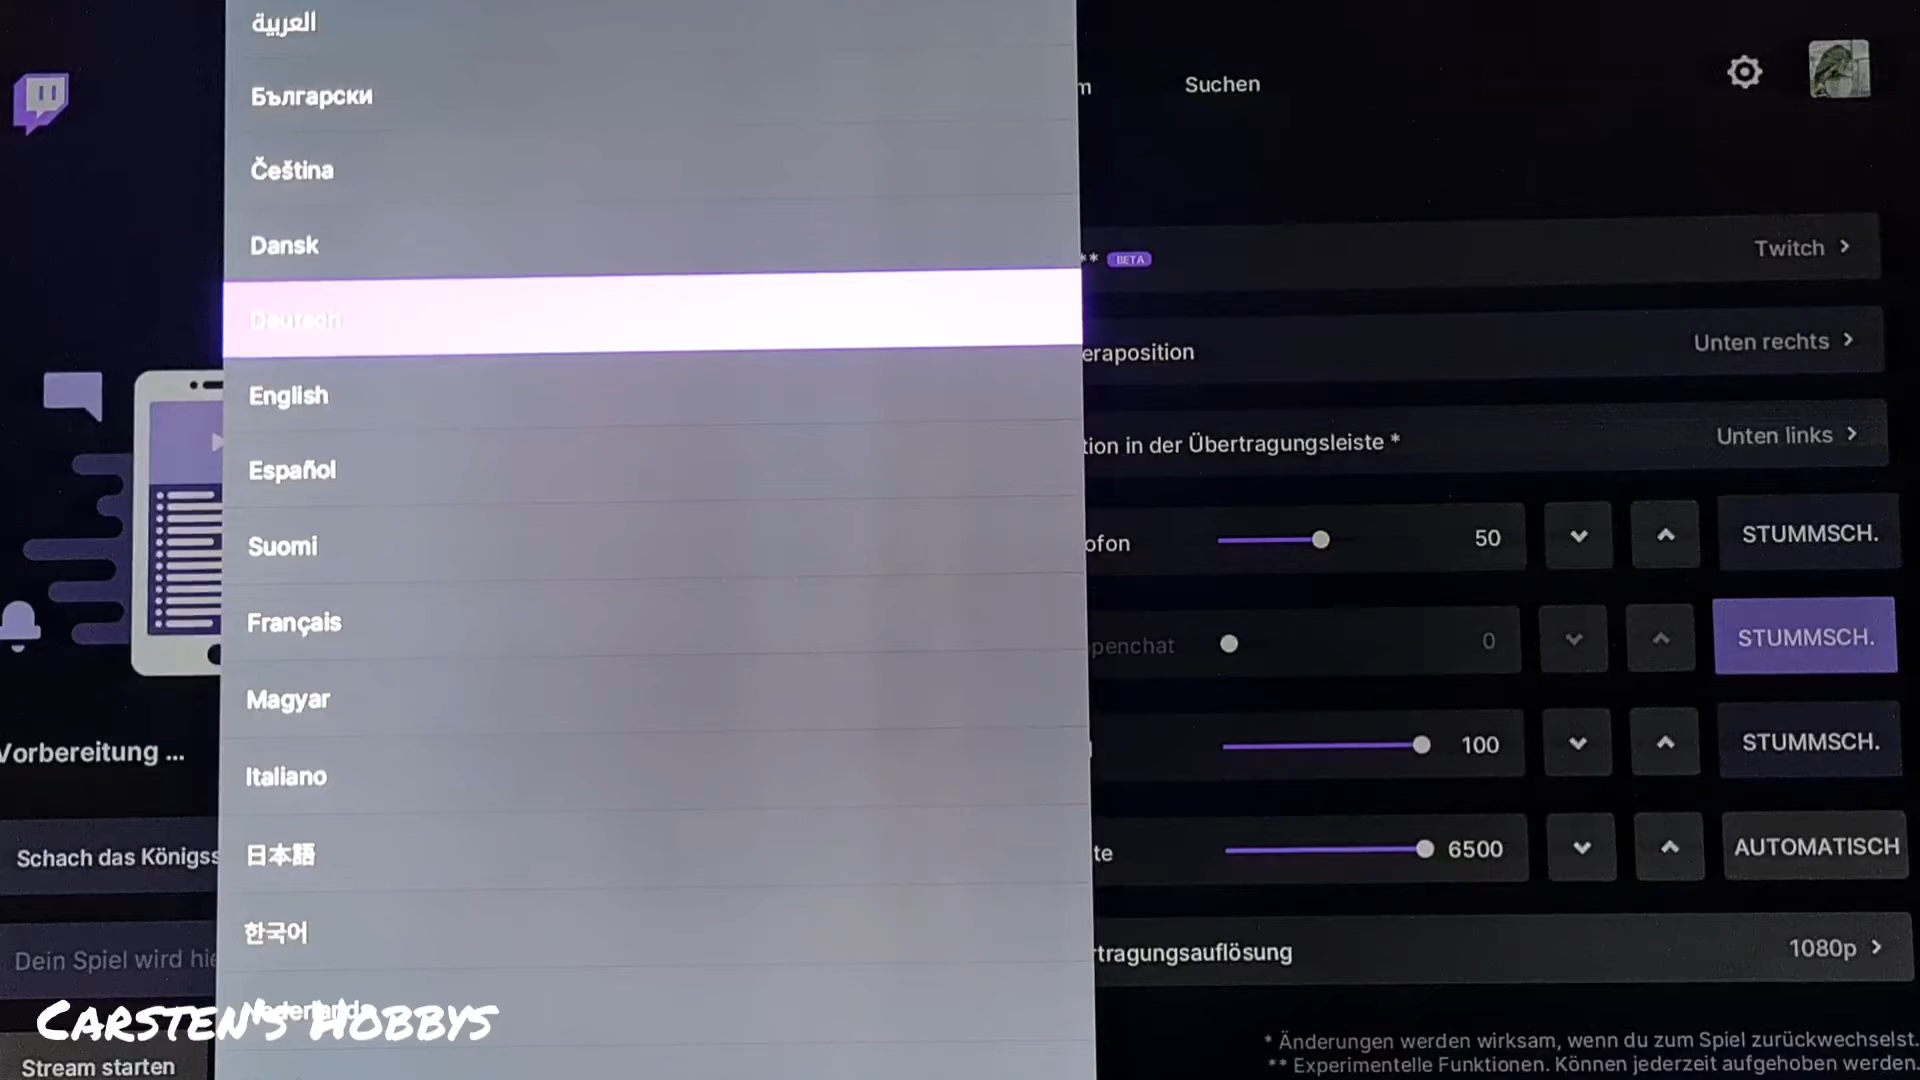 العربية
Български
Čeština
Dansk
Deutsch
English
Español
Suomi
Français
Magyar
Italiano
日本語
한국어
Nederlands
m
Suchen
** BETA
Twitch
eraposition
Unten rechts
tion in der Übertragungsleiste *
Unten links
ofon
50
STUMMSCH.
penchat
0
STUMMSCH.
100
STUMMSCH.
te
6500
AUTOMATISCH
rtragungsauflösung
1080p
* Änderungen werden wirksam, wenn du zum Spiel zurückwechselst.
** Experimentelle Funktionen. Können jederzeit aufgehoben werden.
Vorbereitung ...
Schach das Königss
Dein Spiel wird hie
Stream starten
CARSTEN'S HOBBYS